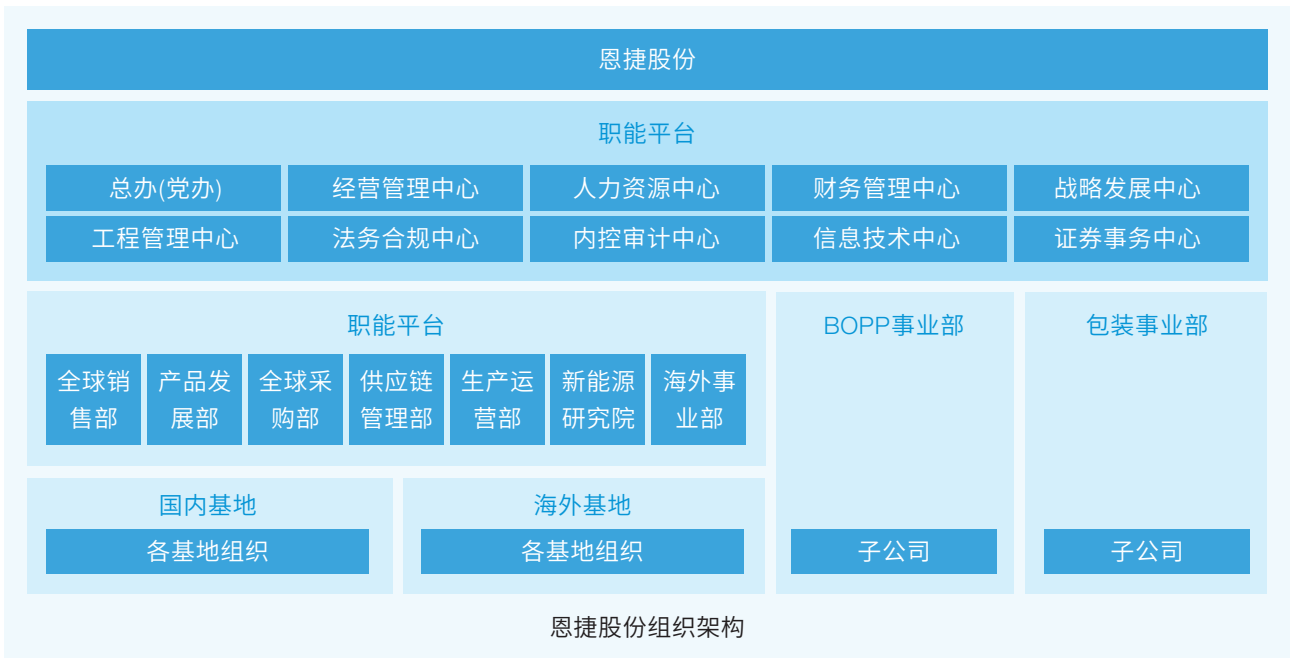 恩捷股份
职能平台
总办(党办)
经营管理中心
人力资源中心
财务管理中心
战略发展中心
工程管理中心
法务合规中心
内控审计中心
信息技术中心
证券事务中心
职能平台
全球销
售部
产品发
展部
全球采
购部
供应链
管理部
生产运
营部
新能源
研究院
海外事
业部
BOPP事业部
包装事业部
国内基地
各基地组织
海外基地
各基地组织
子公司
子公司
恩捷股份组织架构